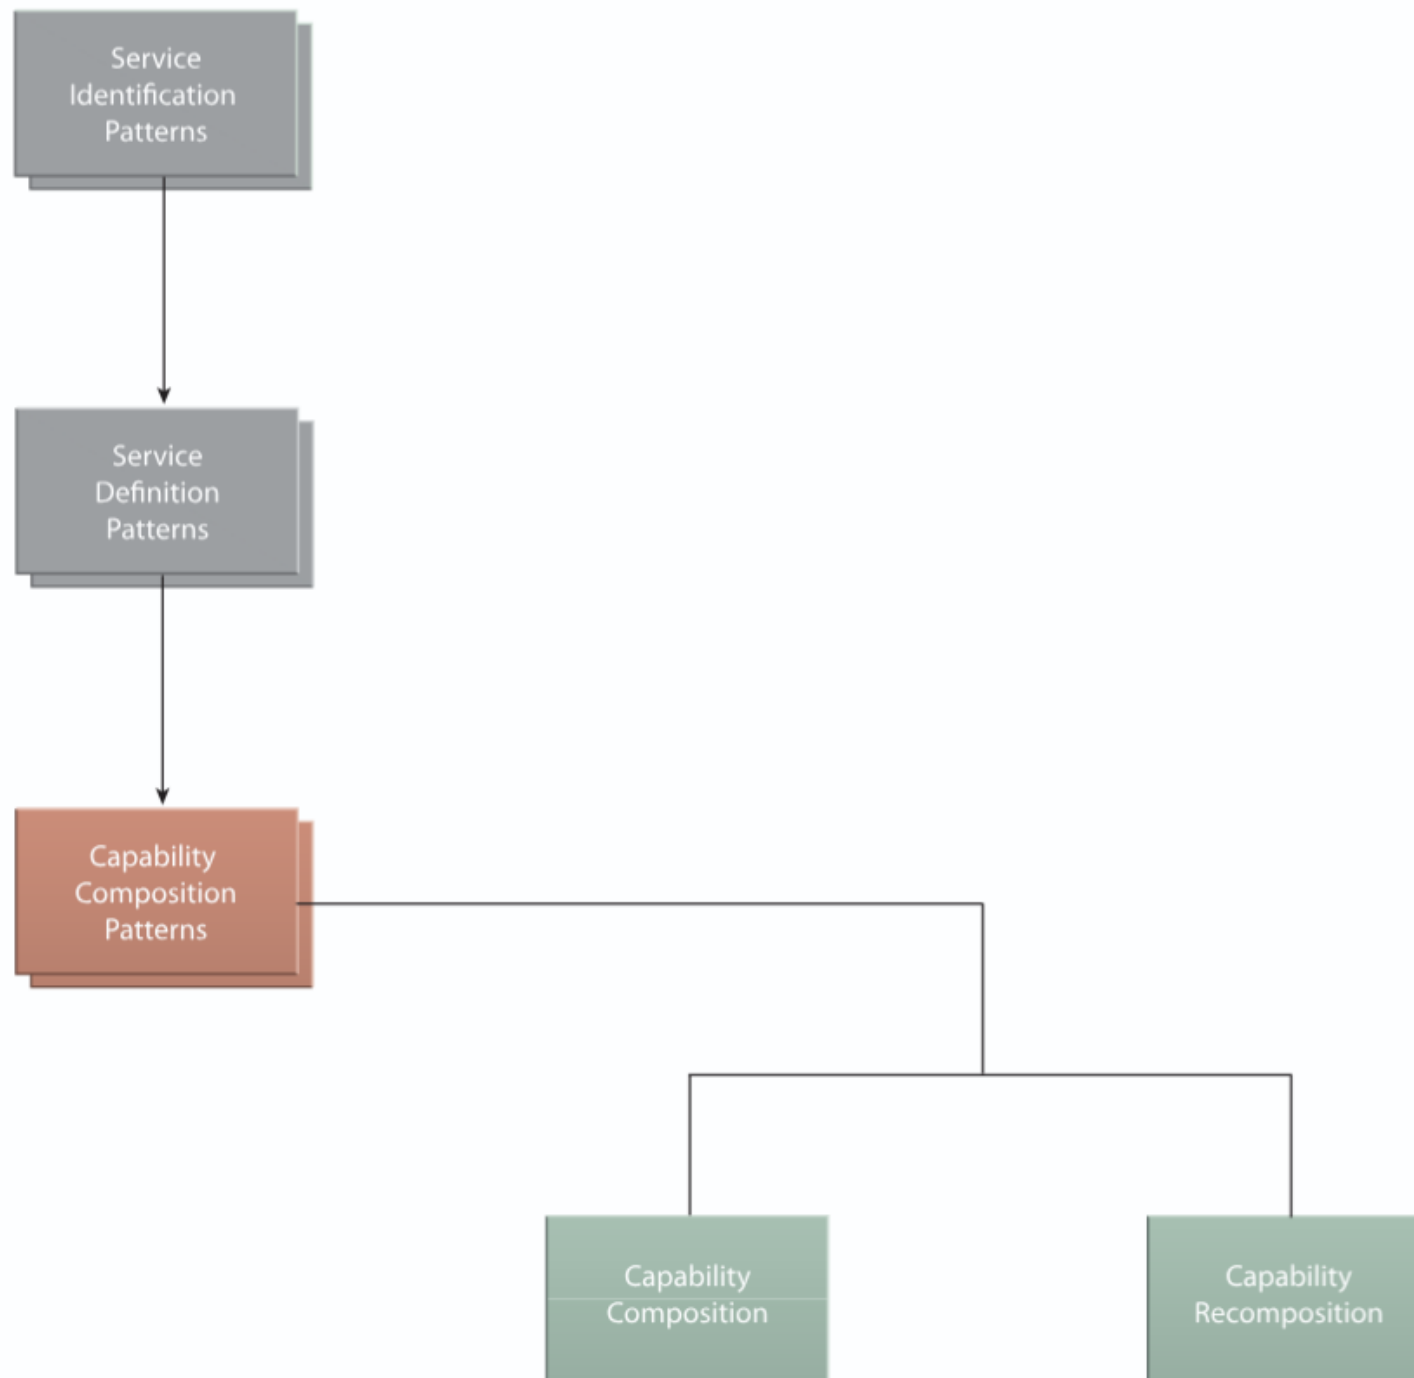 Service
Identification
Patterns
Service
Definition
Patterns
Capability
Composition
Patterns
Capability
Composition
Capability
Recomposition